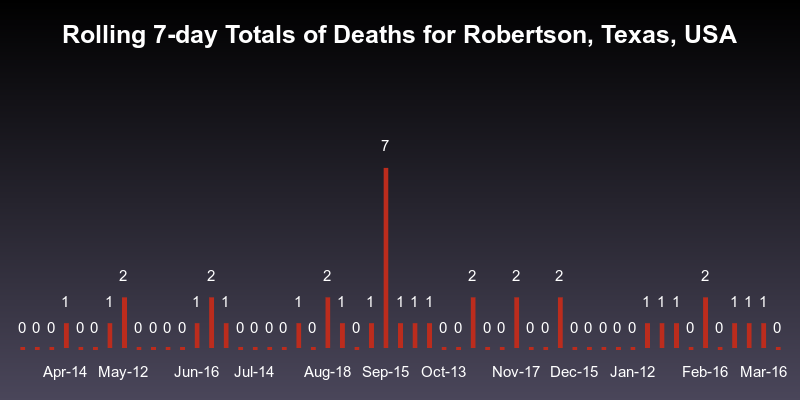 Rolling 7-day Totals of Deaths for Robertson, Texas, USA
7
2 2 2 2 2 2 2
1 1 1 1 1 1 1 1 1 1 1 1 1 1 1 1
0 0 0 0 0 0 0 0 0 0 0 0 0 0 0 0 0 0 0 0 0 0 0 0 0 0 0 0 0
Apr-14 May-12 Jun-16 Jul-14 Aug-18 Sep-15 Oct-13 Nov-17 Dec-15 Jan-12 Feb-16 Mar-16